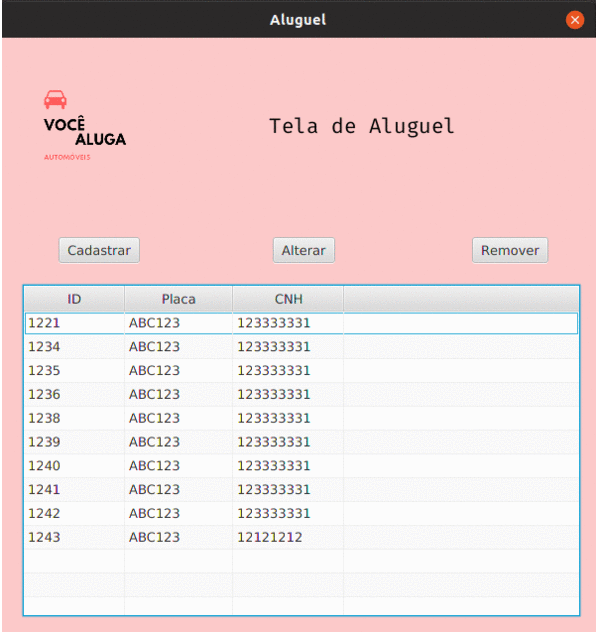 Aluguel
VOCÊ
ALUGA
AUTOMÓVEIS
Tela de Aluguel
Cadastrar Alterar Remover
ID Placa CNH
1221 ABC123 123333331
1234 ABC123 123333331
1235 ABC123 123333331
1236 ABC123 123333331
1238 ABC123 123333331
1239 ABC123 123333331
1240 ABC123 123333331
1241 ABC123 123333331
1242 ABC123 123333331
1243 ABC123 12121212